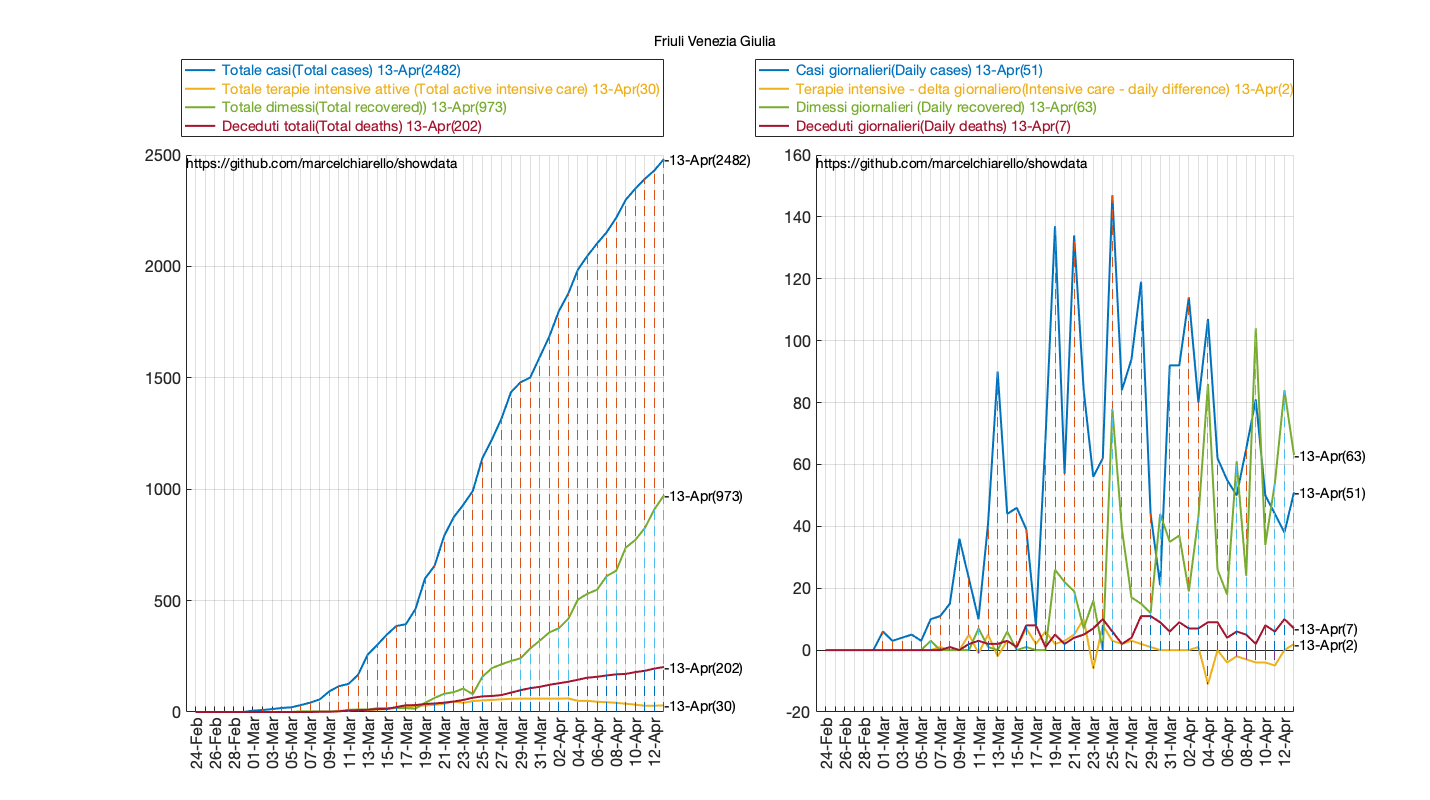 Friuli Venezia Giulia
Totale casi(Total cases) 13-Apr(2482)
Totale terapie intensive attive (Total active intensive care) 13-Apr(30)
Totale dimessi(Total recovered)) 13-Apr(973)
Deceduti totali(Total deaths) 13-Apr(202)
https://github.com/marcelchiarello/showdata
2500
2000
1500
1000
500
0
13-Apr(2482)
13-Apr(973)
13-Apr(202)
13-Apr(30)
24-Feb
26-Feb
28-Feb
01-Mar
03-Mar
05-Mar
07-Mar
09-Mar
11-Mar
13-Mar
15-Mar
17-Mar
19-Mar
21-Mar
23-Mar
25-Mar
27-Mar
29-Mar
31-Mar
02-Apr
04-Apr
06-Apr
08-Apr
10-Apr
12-Apr
Casi giornalieri(Daily cases) 13-Apr(51)
Terapie intensive - delta giornaliero(Intensive care - daily difference) 13-Apr(2)
Dimessi giornalieri (Daily recovered) 13-Apr(63)
Deceduti giornalieri(Daily deaths) 13-Apr(7)
https://github.com/marcelchiarello/showdata
160
140
120
100
80
60
40
20
0
-20
13-Apr(63)
13-Apr(51)
13-Apr(7)
13-Apr(2)
24-Feb
26-Feb
28-Feb
01-Mar
03-Mar
05-Mar
07-Mar
09-Mar
11-Mar
13-Mar
15-Mar
17-Mar
19-Mar
21-Mar
23-Mar
25-Mar
27-Mar
29-Mar
31-Mar
02-Apr
04-Apr
06-Apr
08-Apr
10-Apr
12-Apr